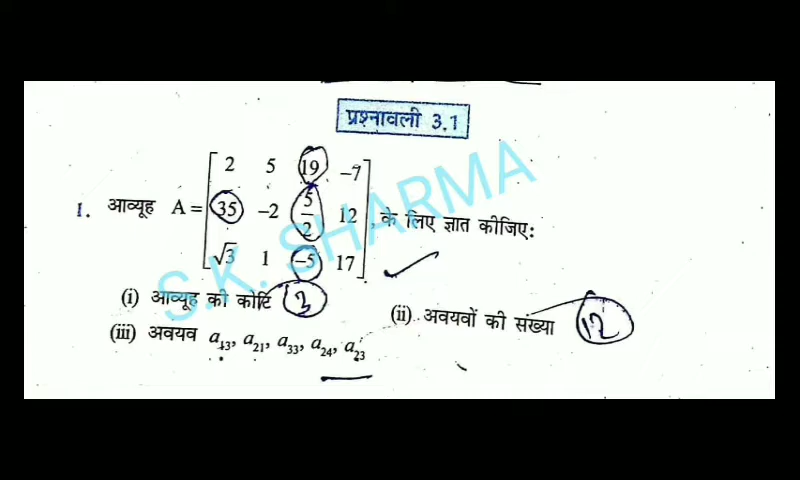 प्रश्नावली 3.1
1. आव्यूह A = [2 5 19 −7
35 −2 5/2 12
√3 1 −5 17], के लिए ज्ञात कीजिए:
(i) आव्यूह की कोटि 3
(ii) अवयवों की संख्या 12
(iii) अवयव a₁₃, a₂₁, a₃₃, a₂₄, a₂₃
S.K. SHARMA